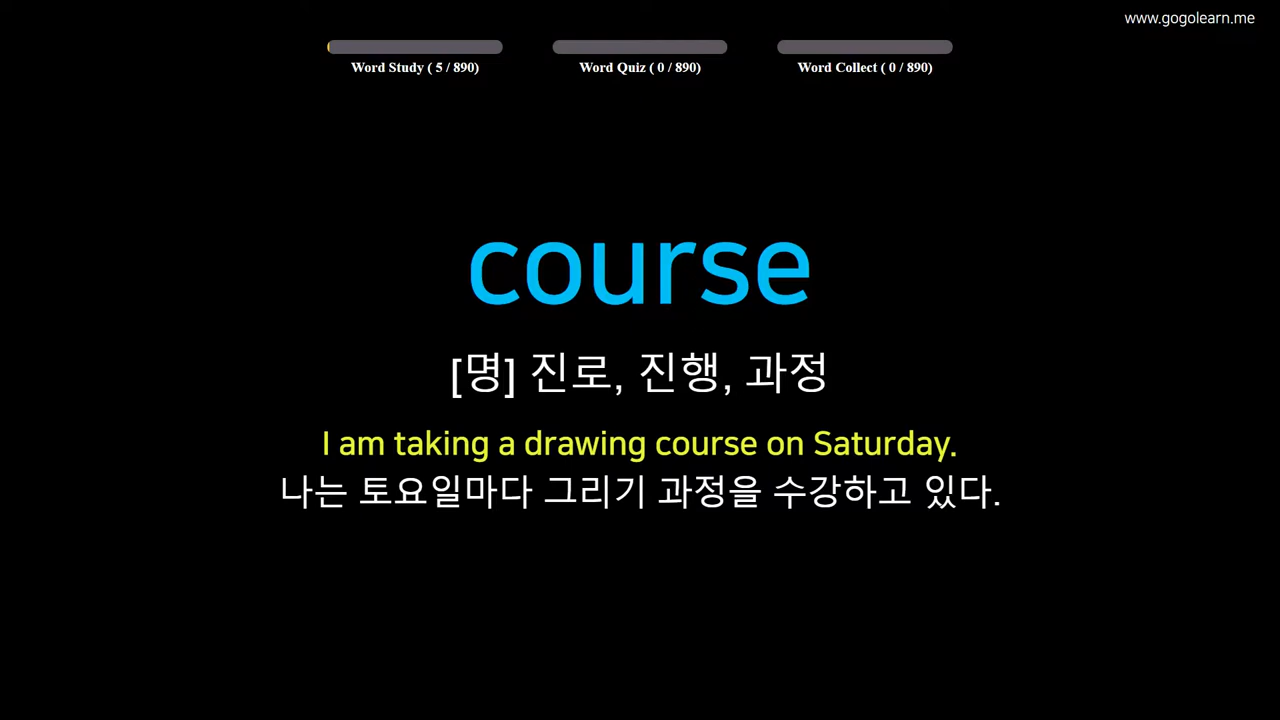 www.gogolearn.me
Word Study ( 5 / 890)
Word Quiz ( 0 / 890)
Word Collect ( 0 / 890)
course
[명] 진로, 진행, 과정
I am taking a drawing course on Saturday.
나는 토요일마다 그리기 과정을 수강하고 있다.